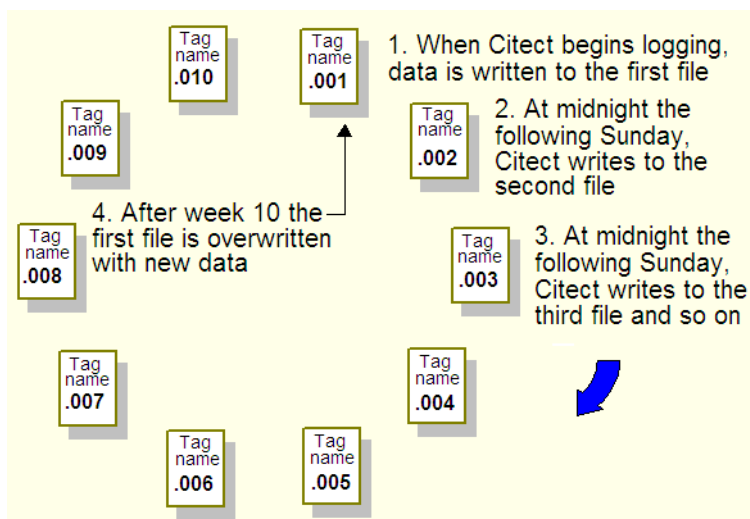 Tag
name
.010
Tag
name
.001
1. When Citect begins logging,
data is written to the first file
Tag
name
.009
Tag
name
.002
2. At midnight the
following Sunday,
Citect writes to the
second file
4. After week 10 the
first file is overwritten
with new data
Tag
name
.008
Tag
name
.003
3. At midnight the
following Sunday,
Citect writes to the
third file and so on
Tag
name
.007
Tag
name
.004
Tag
name
.006
Tag
name
.005